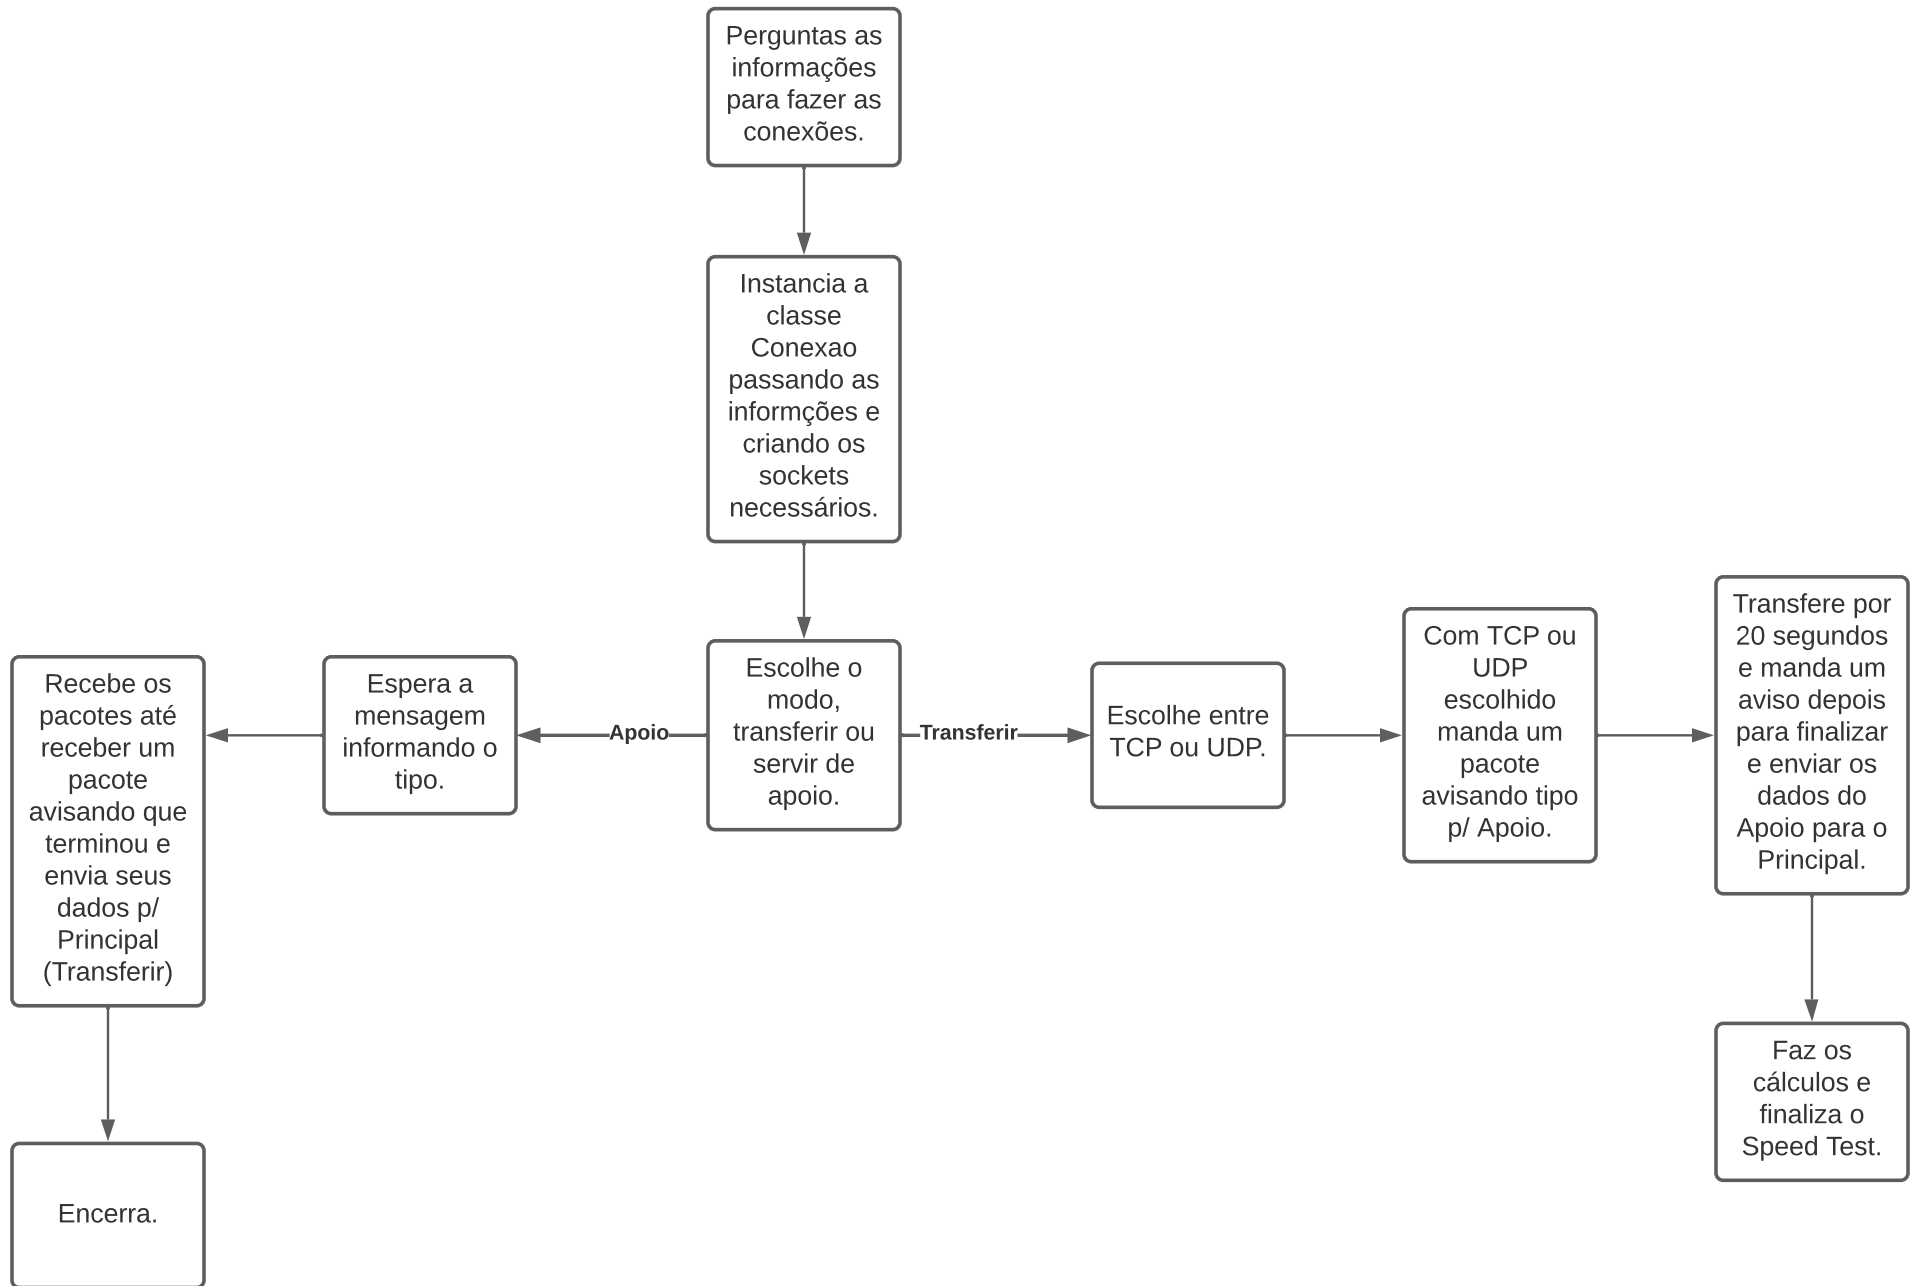 Perguntas as
informações
para fazer as
conexões.
Instancia a
classe
Conexao
passando as
informções e
criando os
sockets
necessários.
Escolhe o
modo,
transferir ou
servir de
apoio.
Apoio
Espera a
mensagem
informando o
tipo.
Recebe os
pacotes até
receber um
pacote
avisando que
terminou e
envia seus
dados p/
Principal
(Transferir)
Encerra.
Transferir
Escolhe entre
TCP ou UDP.
Com TCP ou
UDP
escolhido
manda um
pacote
avisando tipo
p/ Apoio.
Transfere por
20 segundos
e manda um
aviso depois
para finalizar
e enviar os
dados do
Apoio para o
Principal.
Faz os
cálculos e
finaliza o
Speed Test.